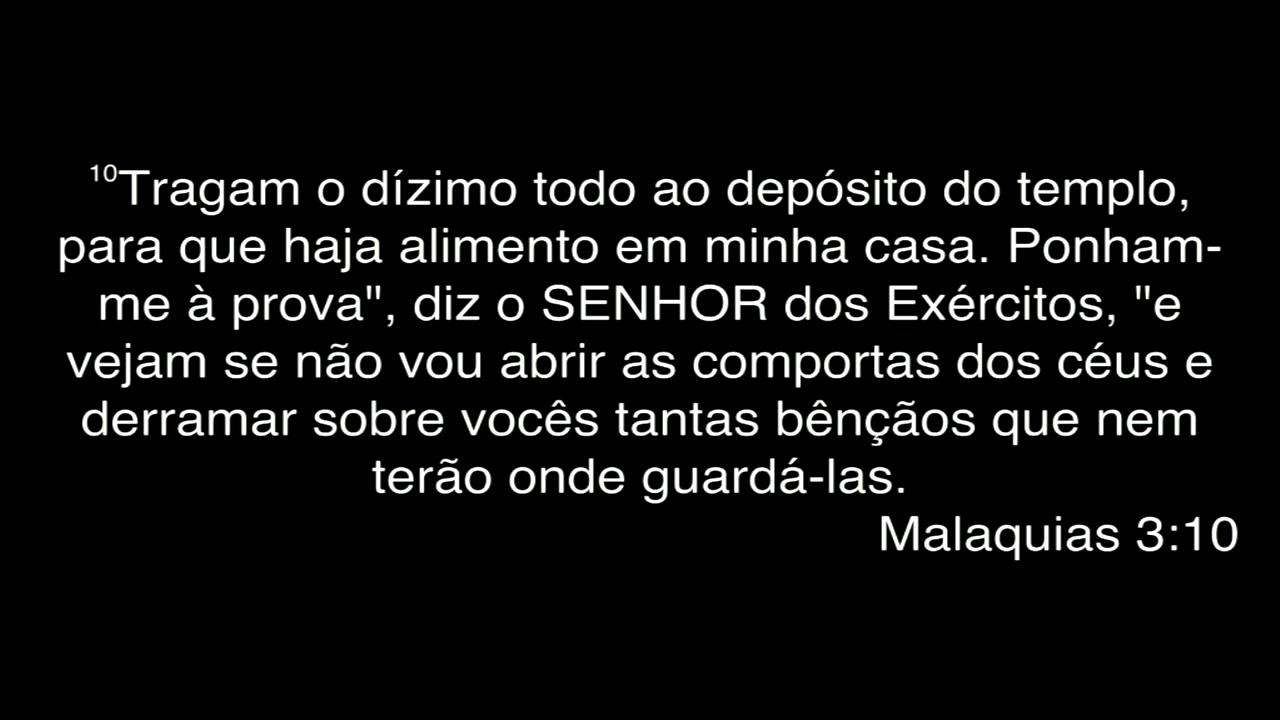 ¹⁰Tragam o dízimo todo ao depósito do templo,
para que haja alimento em minha casa. Ponham-
me à prova", diz o SENHOR dos Exércitos, "e
vejam se não vou abrir as comportas dos céus e
derramar sobre vocês tantas bênçãos que nem
terão onde guardá-las.
Malaquias 3:10